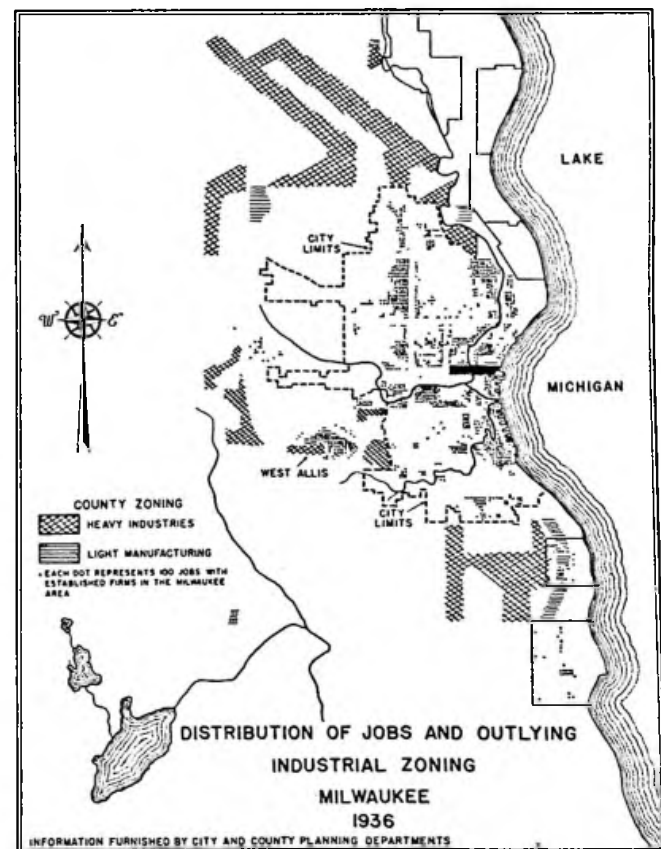 LAKE
CITY
LIMITS
W
E
MICHIGAN
WEST ALLIS
CITY
LIMITS
COUNTY ZONING
HEAVY INDUSTRIES
LIGHT MANUFACTURING
• EACH DOT REPRESENTS 100 JOBS WITH
ESTABLISHED FIRMS IN THE MILWAUKEE
AREA
DISTRIBUTION OF JOBS AND OUTLYING
INDUSTRIAL ZONING
MILWAUKEE
1936
INFORMATION FURNISHED BY CITY AND COUNTY PLANNING DEPARTMENTS